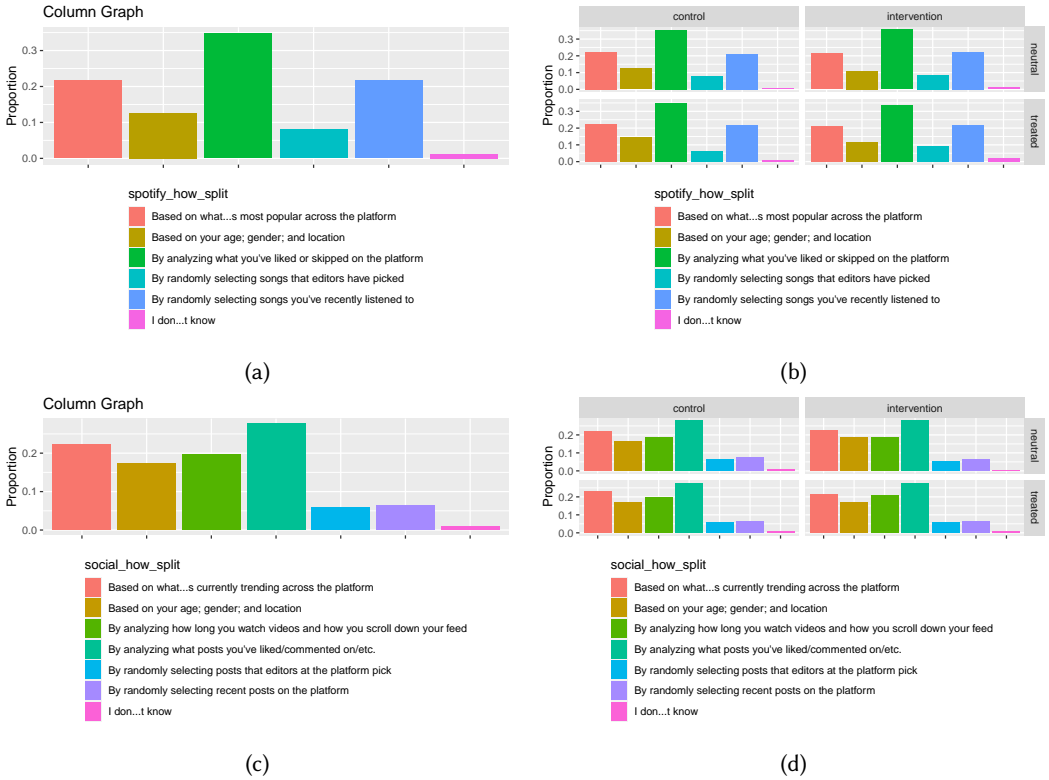 Column Graph
Proportion
0.3
0.2
0.1
0.0
spotify_how_split
Based on what...s most popular across the platform
Based on your age; gender; and location
By analyzing what you've liked or skipped on the platform
By randomly selecting songs that editors have picked
By randomly selecting songs you've recently listened to
I don...t know
(a)
control
intervention
Proportion
0.3
0.2
0.1
0.0
neutral
0.3
0.2
0.1
0.0
treated
spotify_how_split
Based on what...s most popular across the platform
Based on your age; gender; and location
By analyzing what you've liked or skipped on the platform
By randomly selecting songs that editors have picked
By randomly selecting songs you've recently listened to
I don...t know
(b)
Column Graph
Proportion
0.2
0.1
0.0
social_how_split
Based on what...s currently trending across the platform
Based on your age; gender; and location
By analyzing how long you watch videos and how you scroll down your feed
By analyzing what posts you've liked/commented on/etc.
By randomly selecting posts that editors at the platform pick
By randomly selecting recent posts on the platform
I don...t know
(c)
control
intervention
Proportion
0.2
0.1
0.0
neutral
0.2
0.1
0.0
treated
social_how_split
Based on what...s currently trending across the platform
Based on your age; gender; and location
By analyzing how long you watch videos and how you scroll down your feed
By analyzing what posts you've liked/commented on/etc.
By randomly selecting posts that editors at the platform pick
By randomly selecting recent posts on the platform
I don...t know
(d)